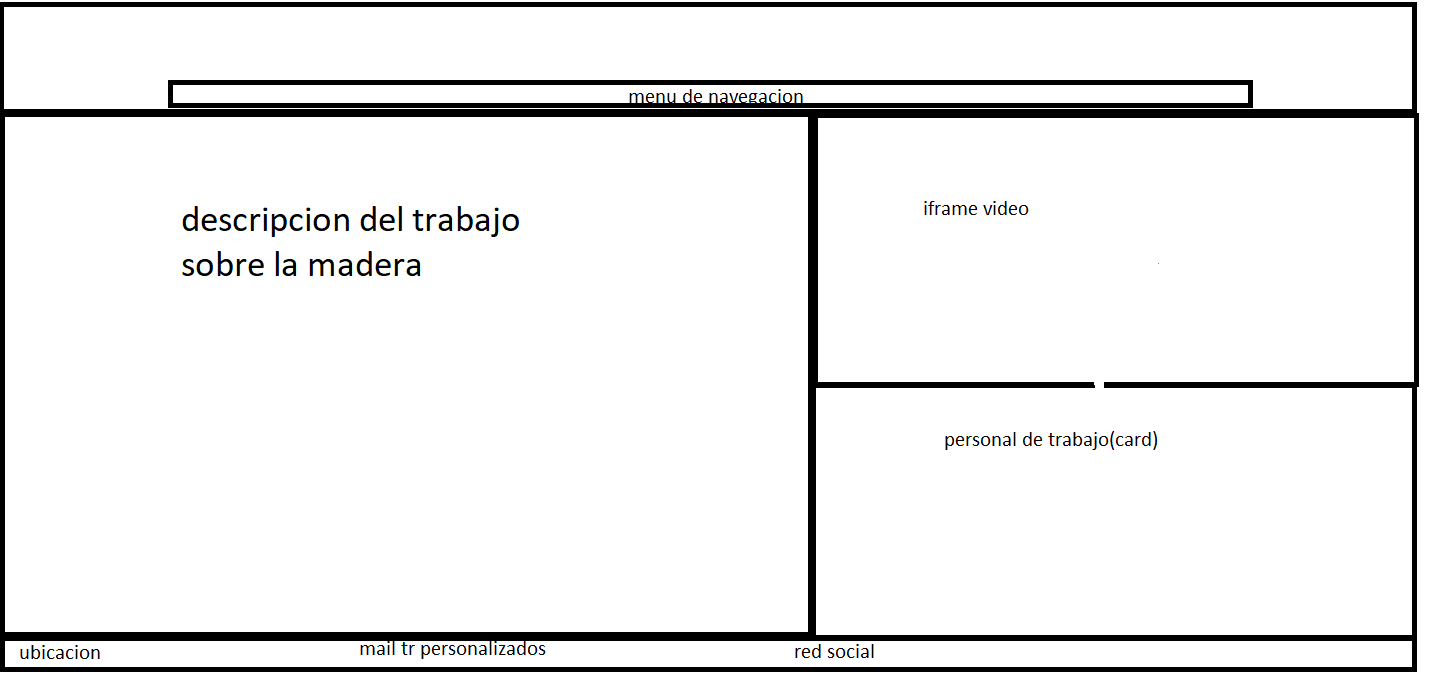 menu de navegacion
descripcion del trabajo
sobre la madera
iframe video
personal de trabajo(card)
ubicacion
mail tr personalizados
red social